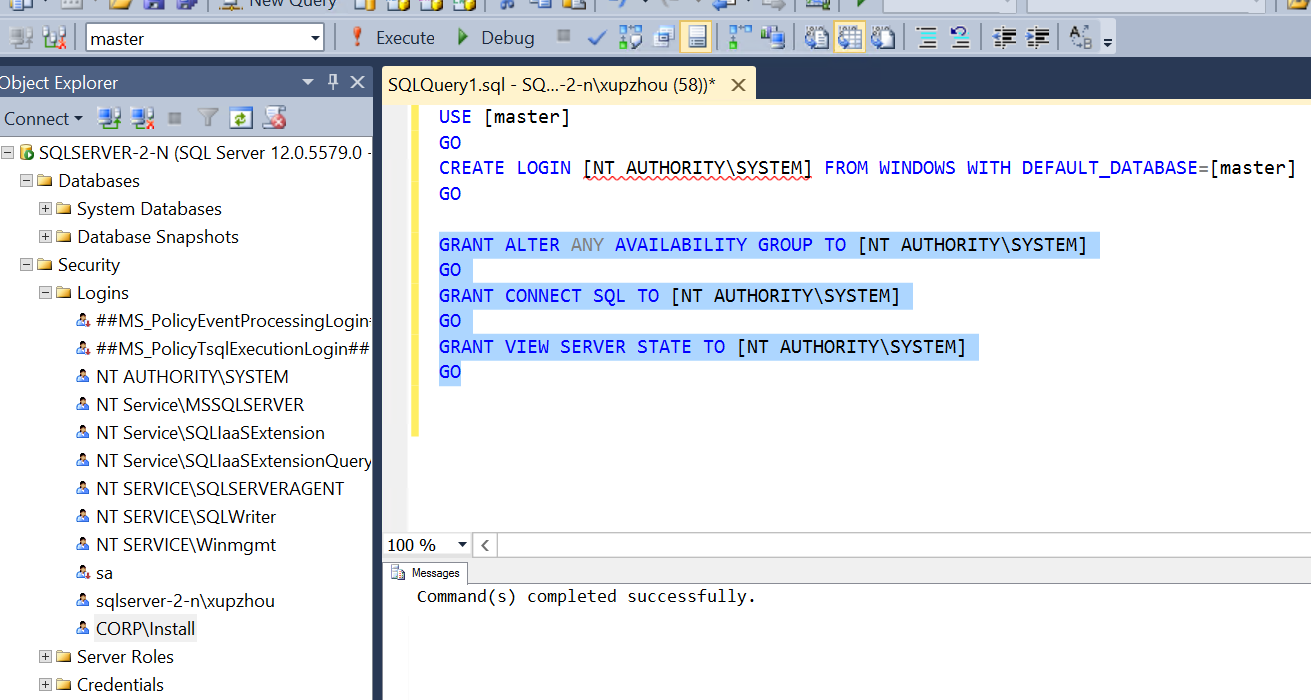 New Query
master
Execute
Debug
Object Explorer
SQLQuery1.sql - SQ...-2-n\xupzhou (58))*
Connect
SQLSERVER-2-N (SQL Server 12.0.5579.0 -
Databases
System Databases
Database Snapshots
Security
Logins
##MS_PolicyEventProcessingLogin#
##MS_PolicyTsqlExecutionLogin##
NT AUTHORITY\SYSTEM
NT Service\MSSQLSERVER
NT Service\SQLIaaSExtension
NT Service\SQLIaaSExtensionQuery
NT SERVICE\SQLSERVERAGENT
NT SERVICE\SQLWriter
NT SERVICE\Winmgmt
sa
sqlserver-2-n\xupzhou
CORP\Install
Server Roles
Credentials
USE [master]
GO
CREATE LOGIN [NT AUTHORITY\SYSTEM] FROM WINDOWS WITH DEFAULT_DATABASE=[master]
GO
GRANT ALTER ANY AVAILABILITY GROUP TO [NT AUTHORITY\SYSTEM]
GO
GRANT CONNECT SQL TO [NT AUTHORITY\SYSTEM]
GO
GRANT VIEW SERVER STATE TO [NT AUTHORITY\SYSTEM]
GO
100 %
Messages
Command(s) completed successfully.